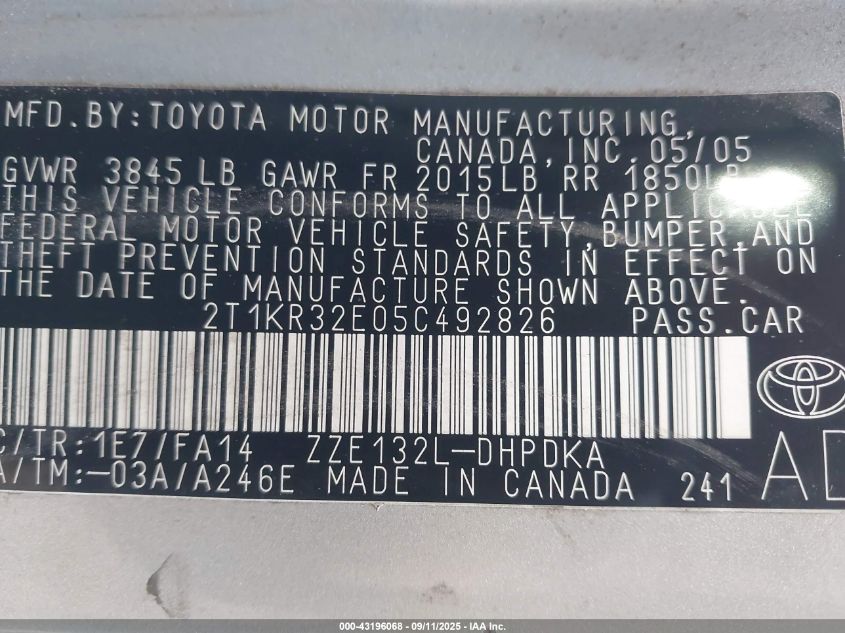 MFD. BY: TOYOTA MOTOR MANUFACTURING,
CANADA, INC. 05/05
GVWR 3845 LB GAWR FR 2015LB RR 1850LB
THIS VEHICLE CONFORMS TO ALL APPLICABLE
FEDERAL MOTOR VEHICLE SAFETY, BUMPER, AND
THEFT PREVENTION STANDARDS IN EFFECT ON
THE DATE OF MANUFACTURE SHOWN ABOVE.
2T1KR32E05C492826 PASS. CAR
C/TR: 1E7/FA14 ZZE132L-DHPDKA
A/TM: -03A/A246E MADE IN CANADA 241
000-43196068 | 09/11/2025 — IAA Inc.